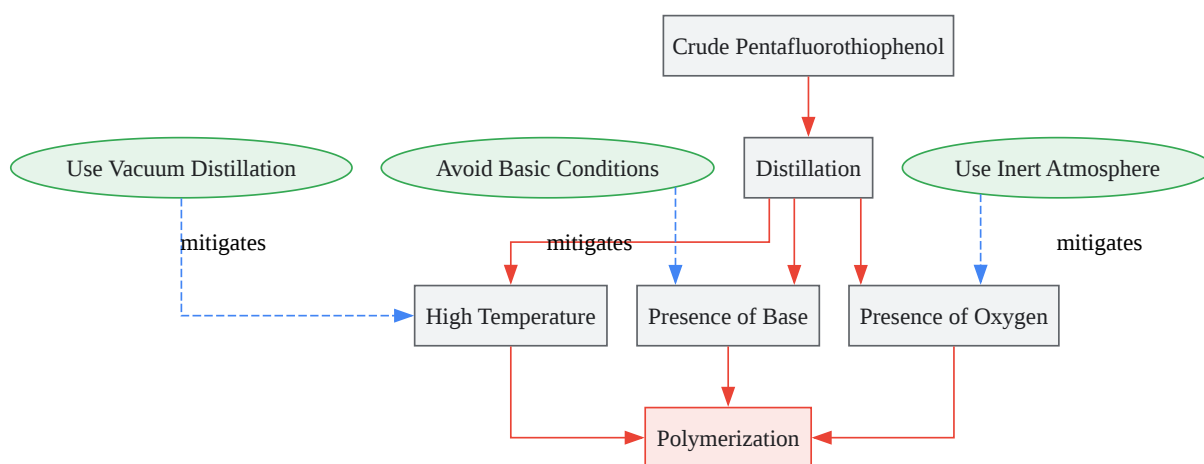 Crude Pentafluorothiophenol
Use Vacuum Distillation
Avoid Basic Conditions
Distillation
Use Inert Atmosphere
mitigates
mitigates
mitigates
High Temperature
Presence of Base
Presence of Oxygen
Polymerization